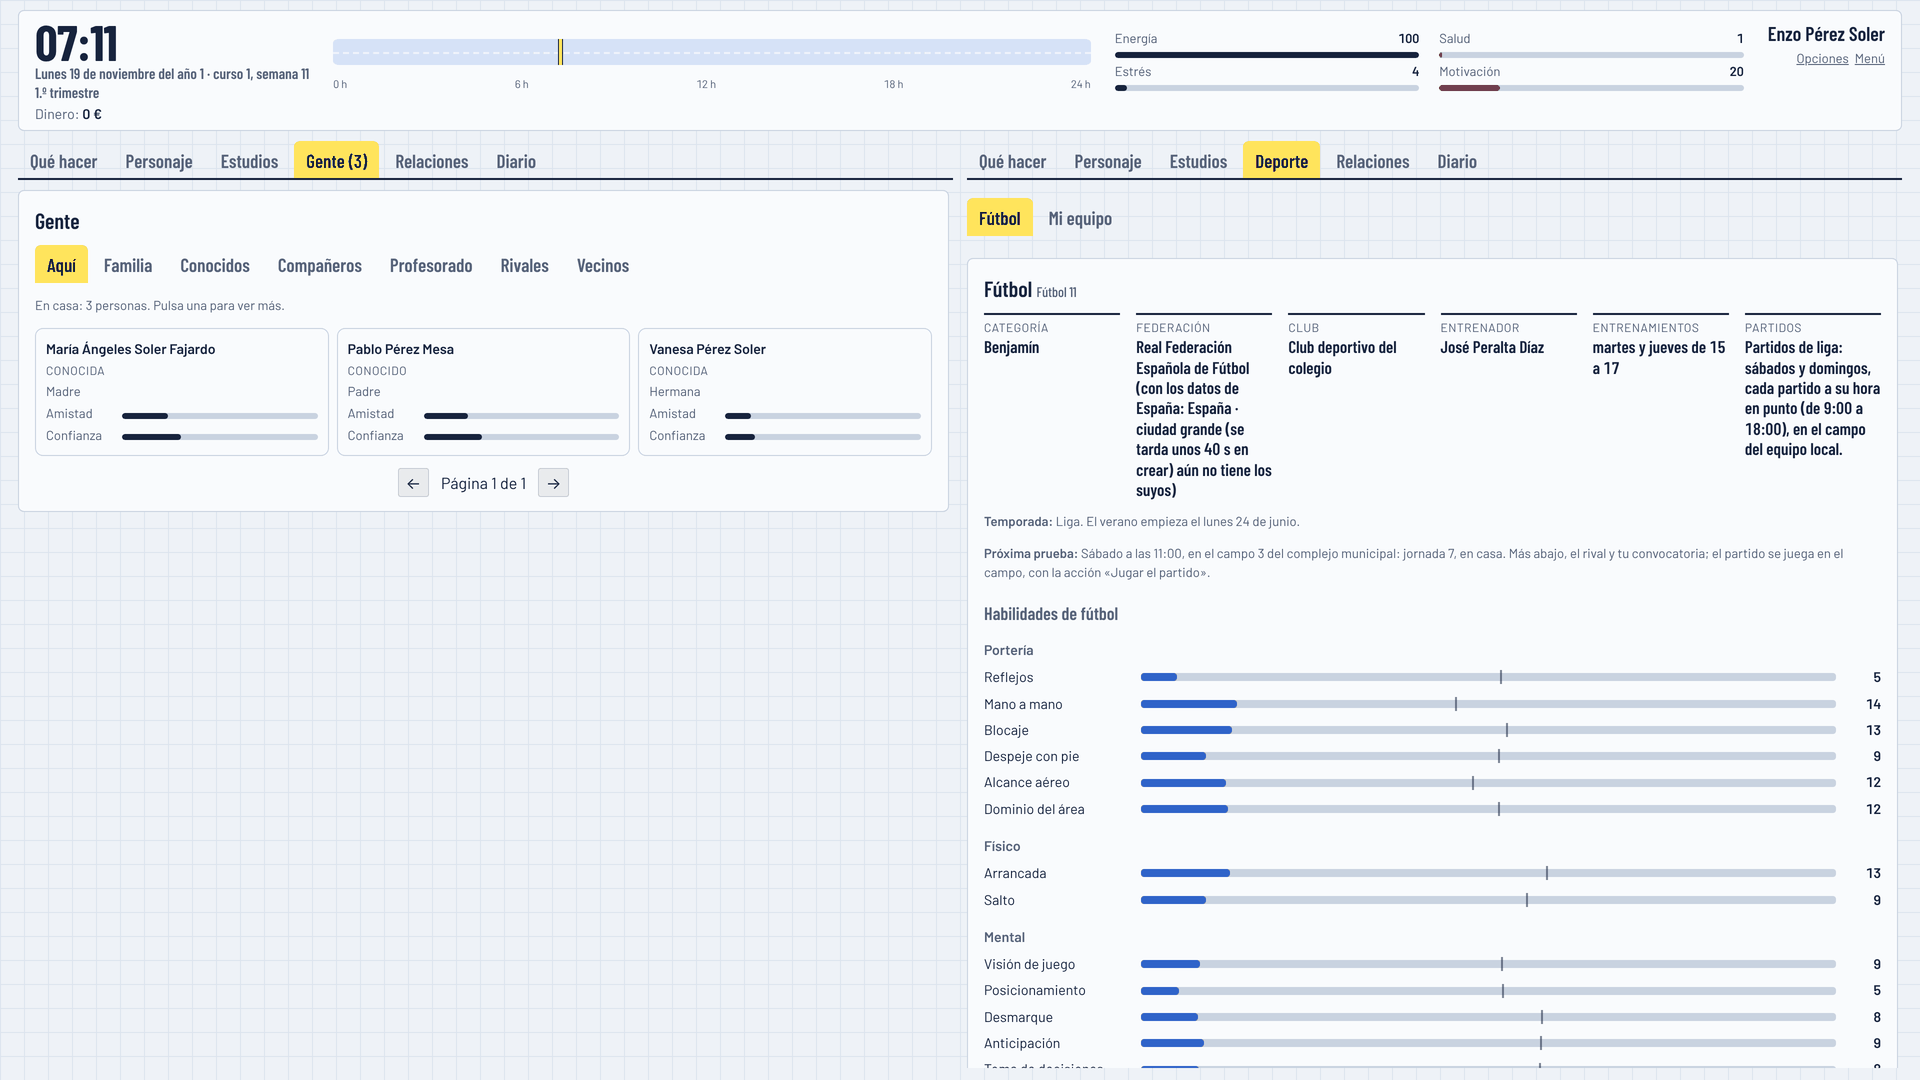 07:11
Lunes 19 de noviembre del año 1 · curso 1, semana 11
1.º trimestre
Dinero: 0 €
0 h
6 h
12 h
18 h
24 h
Energía 100
Estrés 4
Salud 1
Motivación 20
Enzo Pérez Soler
Opciones Menú
Qué hacer Personaje Estudios Gente (3) Relaciones Diario
Gente
Aquí Familia Conocidos Compañeros Profesorado Rivales Vecinos
En casa: 3 personas. Pulsa una para ver más.
María Ángeles Soler Fajardo
CONOCIDA
Madre
Amistad
Confianza
Pablo Pérez Mesa
CONOCIDO
Padre
Amistad
Confianza
Vanesa Pérez Soler
CONOCIDA
Hermana
Amistad
Confianza
← Página 1 de 1 →
Qué hacer Personaje Estudios Deporte Relaciones Diario
Fútbol Mi equipo
Fútbol Fútbol 11
CATEGORÍA
Benjamín
FEDERACIÓN
Real Federación
Española de Fútbol
(con los datos de
España: España ·
ciudad grande (se
tarda unos 40 s en
crear) aún no tiene los
suyos)
CLUB
Club deportivo del
colegio
ENTRENADOR
José Peralta Díaz
ENTRENAMIENTOS
martes y jueves de 15
a 17
PARTIDOS
Partidos de liga:
sábados y domingos,
cada partido a su hora
en punto (de 9:00 a
18:00), en el campo
del equipo local.
Temporada: Liga. El verano empieza el lunes 24 de junio.
Próxima prueba: Sábado a las 11:00, en el campo 3 del complejo municipal: jornada 7, en casa. Más abajo, el rival y tu convocatoria; el partido se juega en el
campo, con la acción «Jugar el partido».
Habilidades de fútbol
Portería
Reflejos 5
Mano a mano 14
Blocaje 13
Despeje con pie 9
Alcance aéreo 12
Dominio del área 12
Físico
Arrancada 13
Salto 9
Mental
Visión de juego 9
Posicionamiento 5
Desmarque 8
Anticipación 9